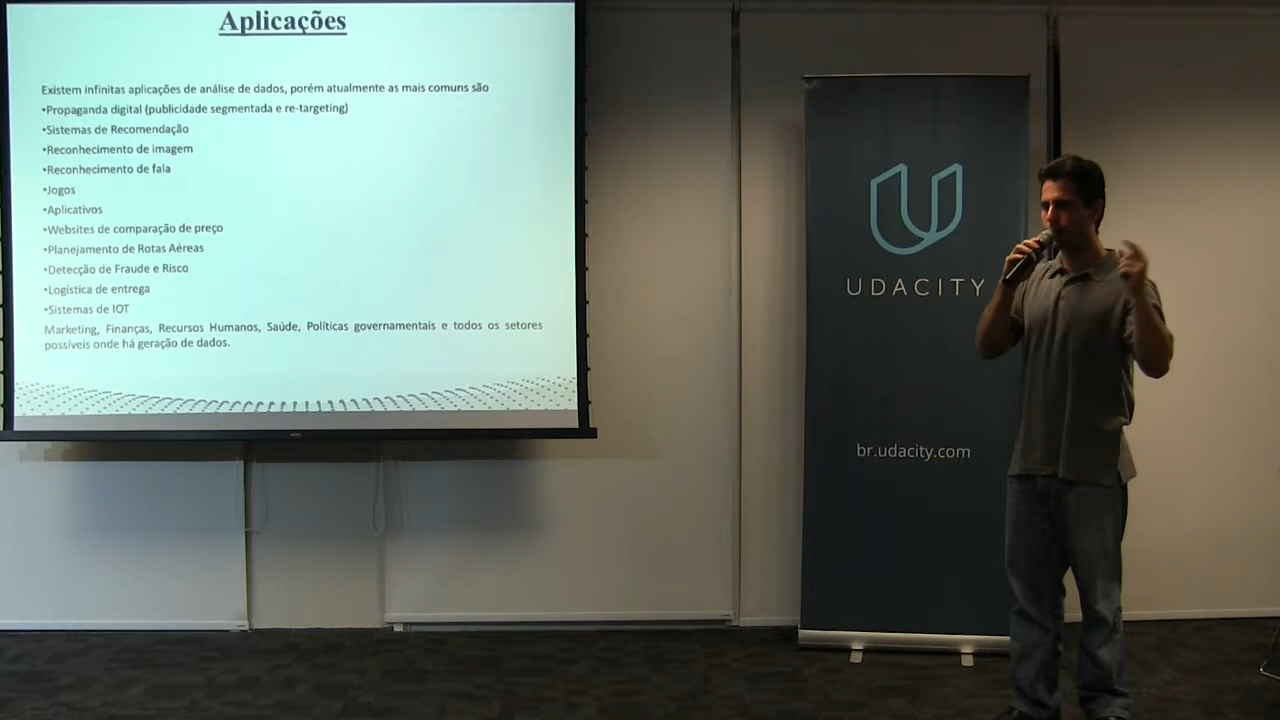 Aplicações
Existem infinitas aplicações de análise de dados, porém atualmente as mais comuns são
•Propaganda digital (publicidade segmentada e re-targeting)
•Sistemas de Recomendação
•Reconhecimento de imagem
•Reconhecimento de fala
•Jogos
•Aplicativos
•Websites de comparação de preço
•Planejamento de Rotas Aéreas
•Detecção de Fraude e Risco
•Logística de entrega
•Sistemas de IOT
Marketing, Finanças, Recursos Humanos, Saúde, Políticas governamentais e todos os setores
possíveis onde há geração de dados.
UDACITY
br.udacity.com